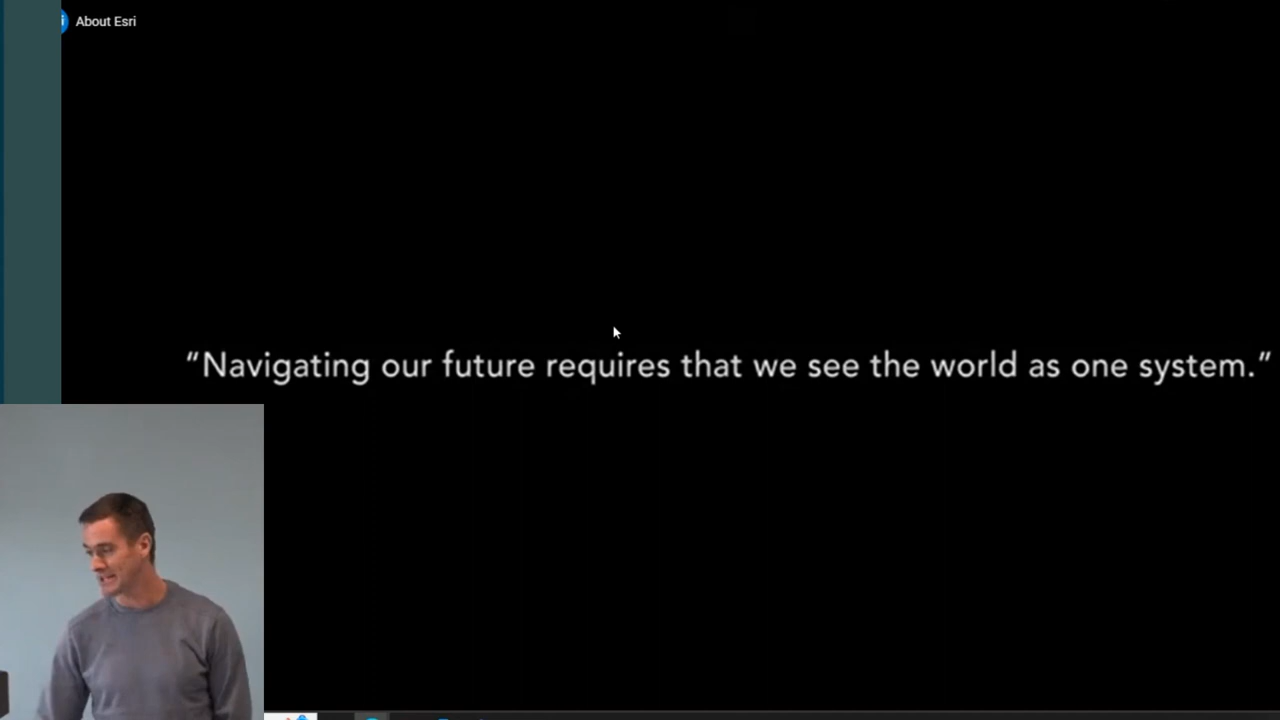 About Esri
“Navigating our future requires that we see the world as one system.”